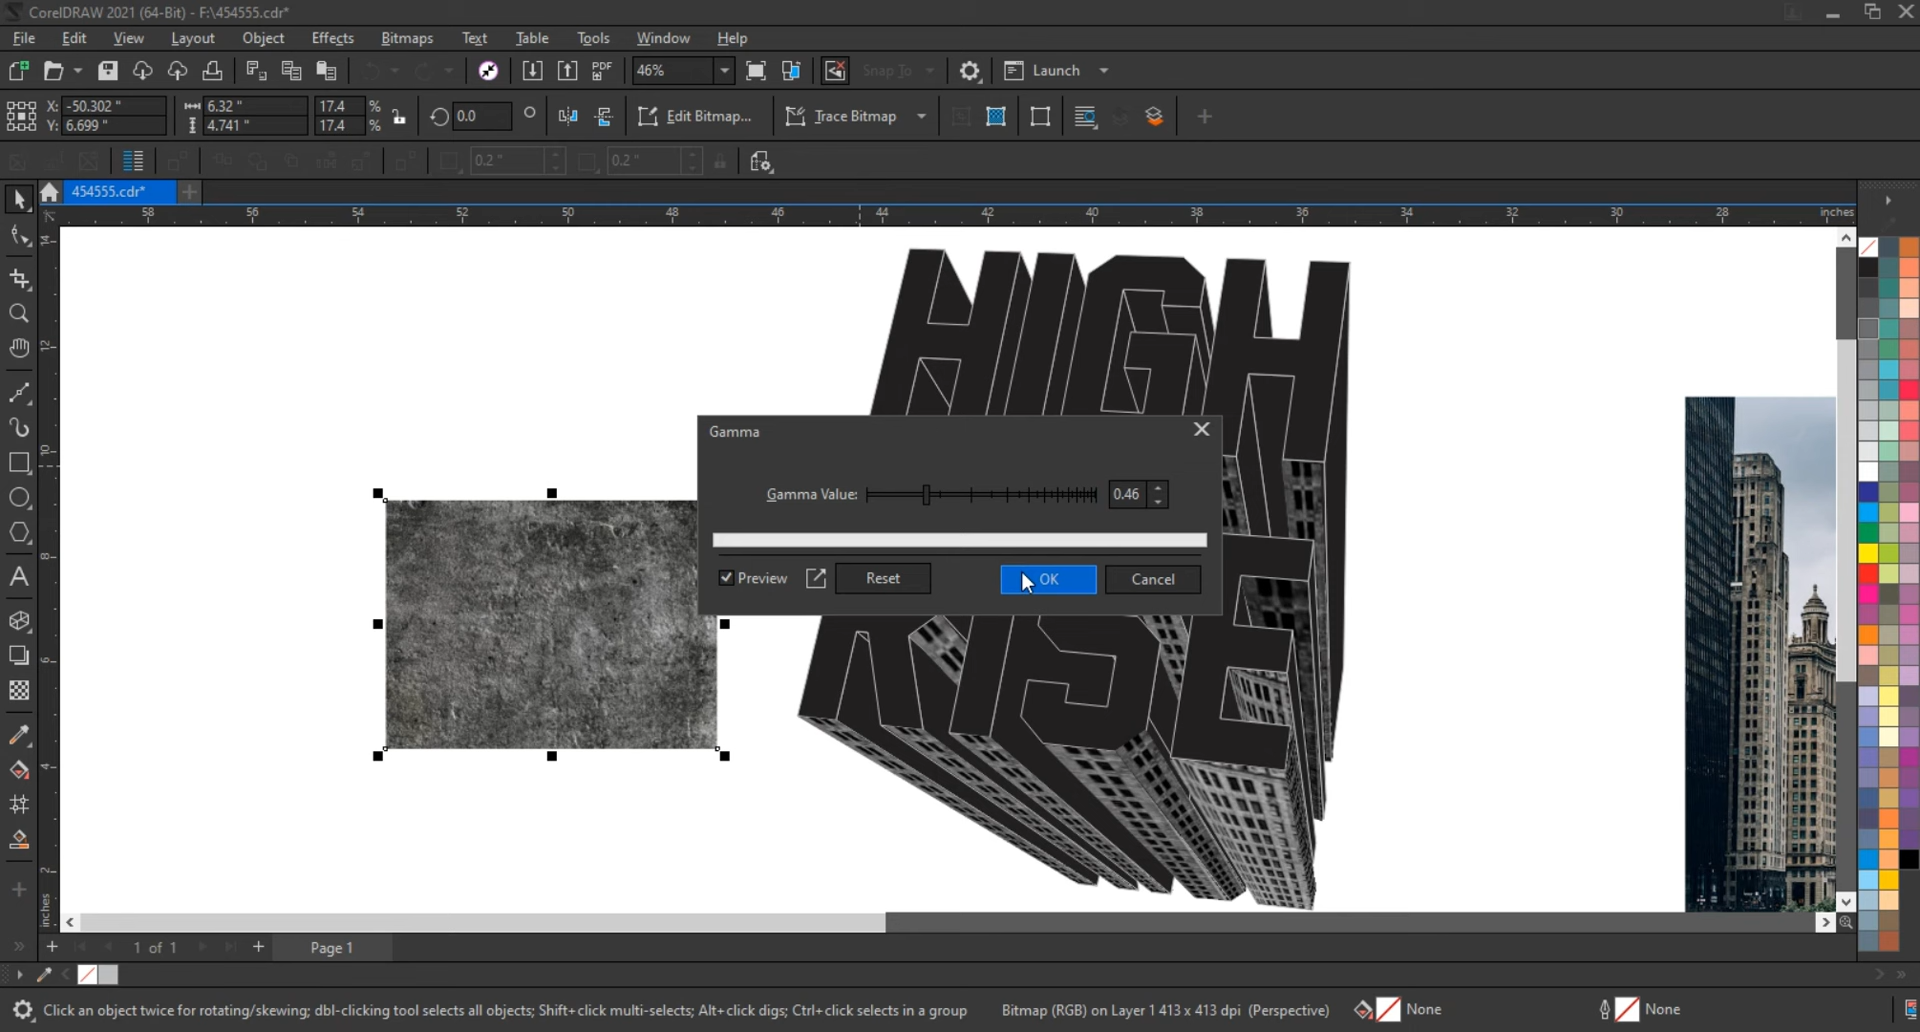 CorelDRAW 2021 (64-Bit) - F:\454555.cdr*
File Edit View Layout Object Effects Bitmaps Text Table Tools Window Help
PDF 46% Snap To Launch
X: -50.302 " 6.32 " 17.4 % 0.0 Edit Bitmap... Trace Bitmap
Y: 6.699 " 4.741 " 17.4 %
0.2 " 0.2 "
454555.cdr*
58 56 54 52 50 48 46 44 42 40 38 36 34 32 30 28 inches
14
12
10
8
6
4
2
inches
HIGH
RISE
Gamma
Gamma Value: 0.46
Preview Reset OK Cancel
1 of 1 Page 1
Click an object twice for rotating/skewing; dbl-clicking tool selects all objects; Shift+click multi-selects; Alt+click digs; Ctrl+click selects in a group Bitmap (RGB) on Layer 1 413 x 413 dpi (Perspective) None None